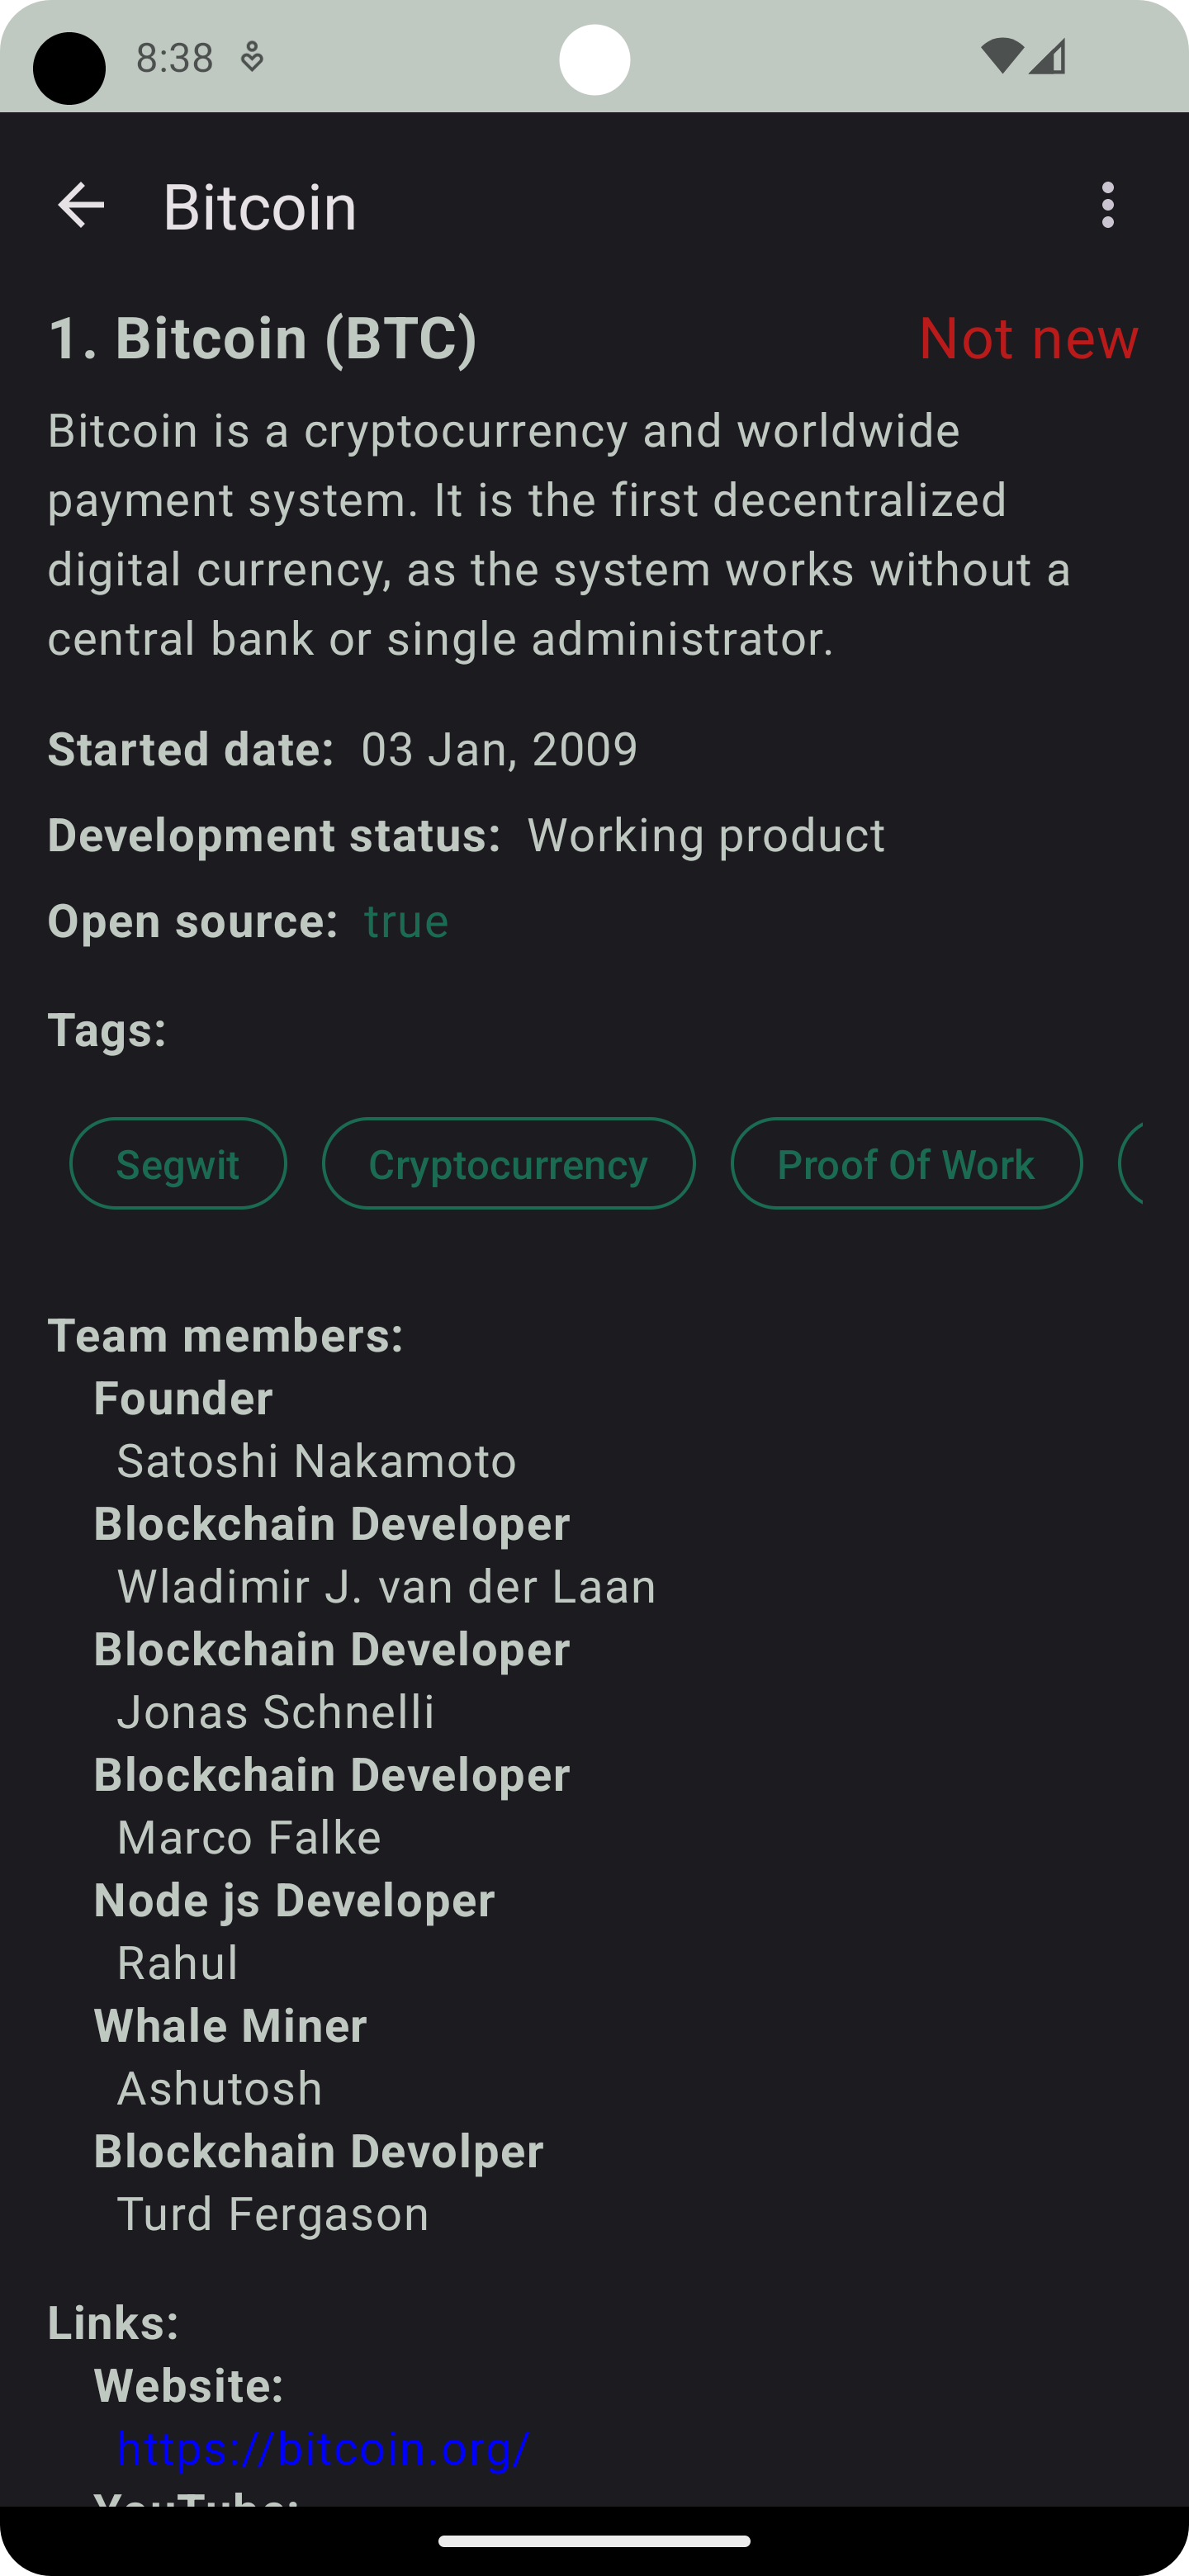 8:38
Bitcoin
1. Bitcoin (BTC)
Not new
Bitcoin is a cryptocurrency and worldwide
payment system. It is the first decentralized
digital currency, as the system works without a
central bank or single administrator.
Started date: 03 Jan, 2009
Development status: Working product
Open source: true
Tags:
Segwit
Cryptocurrency
Proof Of Work
Team members:
Founder
Satoshi Nakamoto
Blockchain Developer
Wladimir J. van der Laan
Blockchain Developer
Jonas Schnelli
Blockchain Developer
Marco Falke
Node js Developer
Rahul
Whale Miner
Ashutosh
Blockchain Devolper
Turd Fergason
Links:
Website:
https://bitcoin.org/
YouTube: